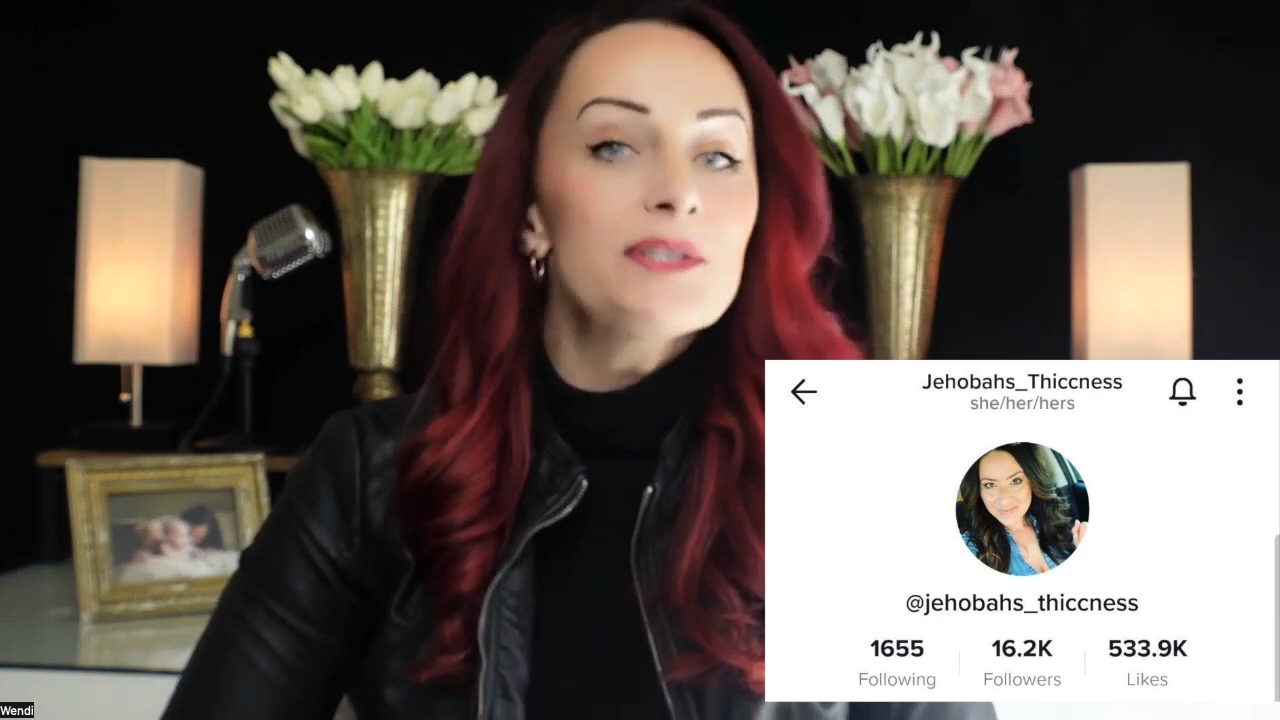 Jehobahs_Thiccness
she/her/hers
@jehobahs_thiccness
1655 16.2K 533.9K
Following Followers Likes
Wendi